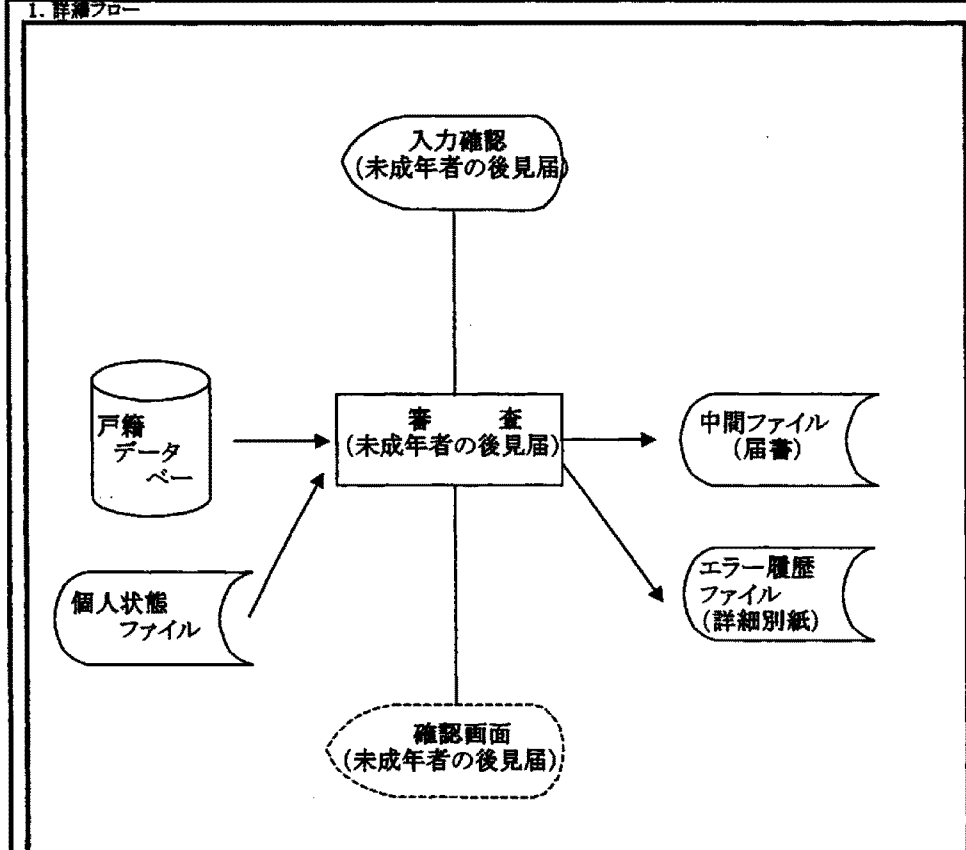 1. 詳細フロー
入力確認
(未成年者の後見届)
戸籍
データ
ベー
審　査
(未成年者の後見届)
中間ファイル
(届書)
個人状態
ファイル
エラー履歴
ファイル
(詳細別紙)
確認画面
(未成年者の後見届)